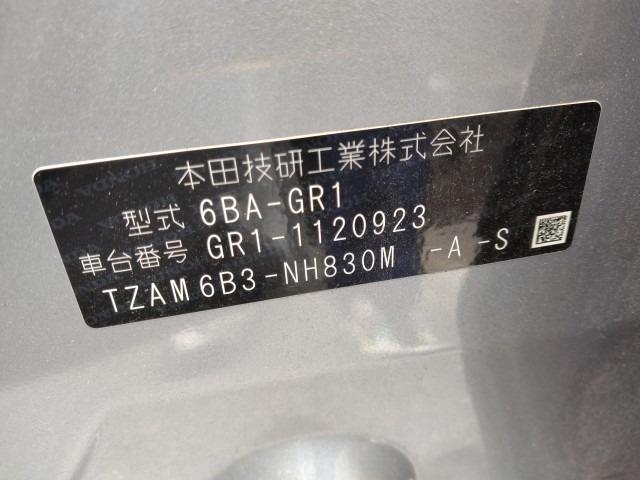 本田技研工業株式会社
型式 6BA-GR1
車台番号 GR1-1120923
TZAM6B3-NH830M -A-S